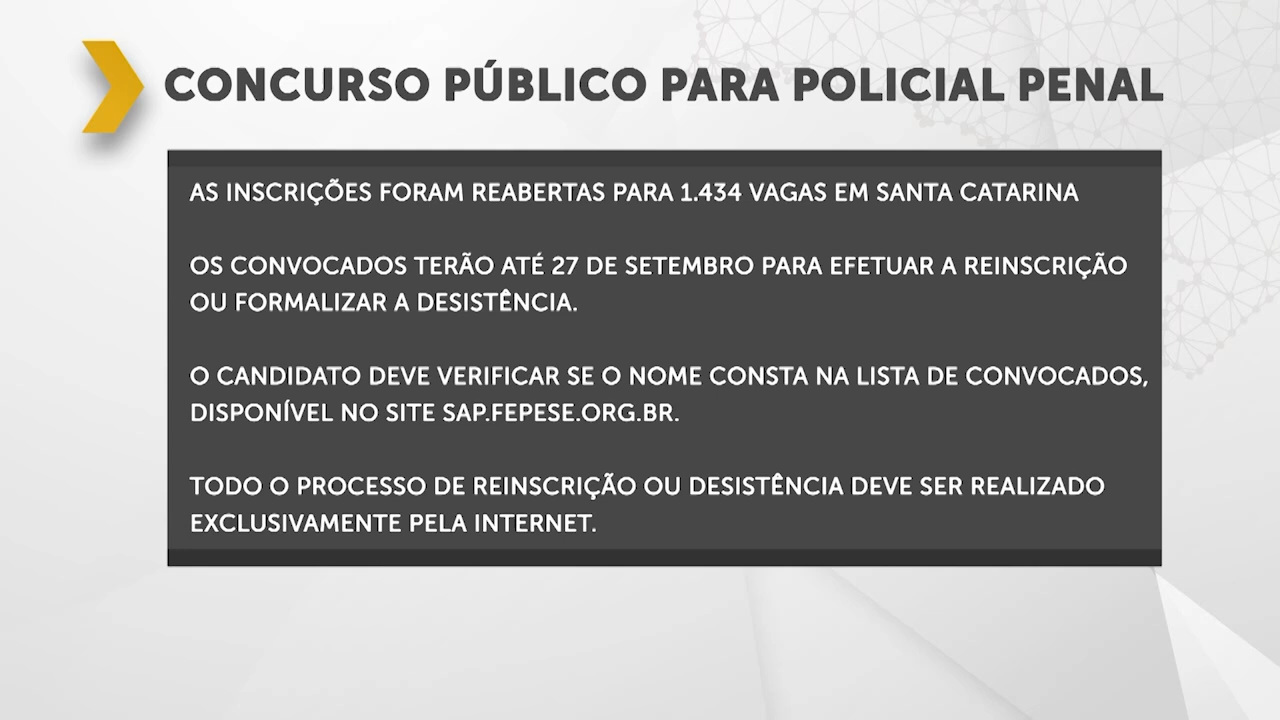 CONCURSO PÚBLICO PARA POLICIAL PENAL
AS INSCRIÇÕES FORAM REABERTAS PARA 1.434 VAGAS EM SANTA CATARINA
OS CONVOCADOS TERÃO ATÉ 27 DE SETEMBRO PARA EFETUAR A REINSCRIÇÃO
OU FORMALIZAR A DESISTÊNCIA.
O CANDIDATO DEVE VERIFICAR SE O NOME CONSTA NA LISTA DE CONVOCADOS,
DISPONÍVEL NO SITE SAP.FEPESE.ORG.BR.
TODO O PROCESSO DE REINSCRIÇÃO OU DESISTÊNCIA DEVE SER REALIZADO
EXCLUSIVAMENTE PELA INTERNET.